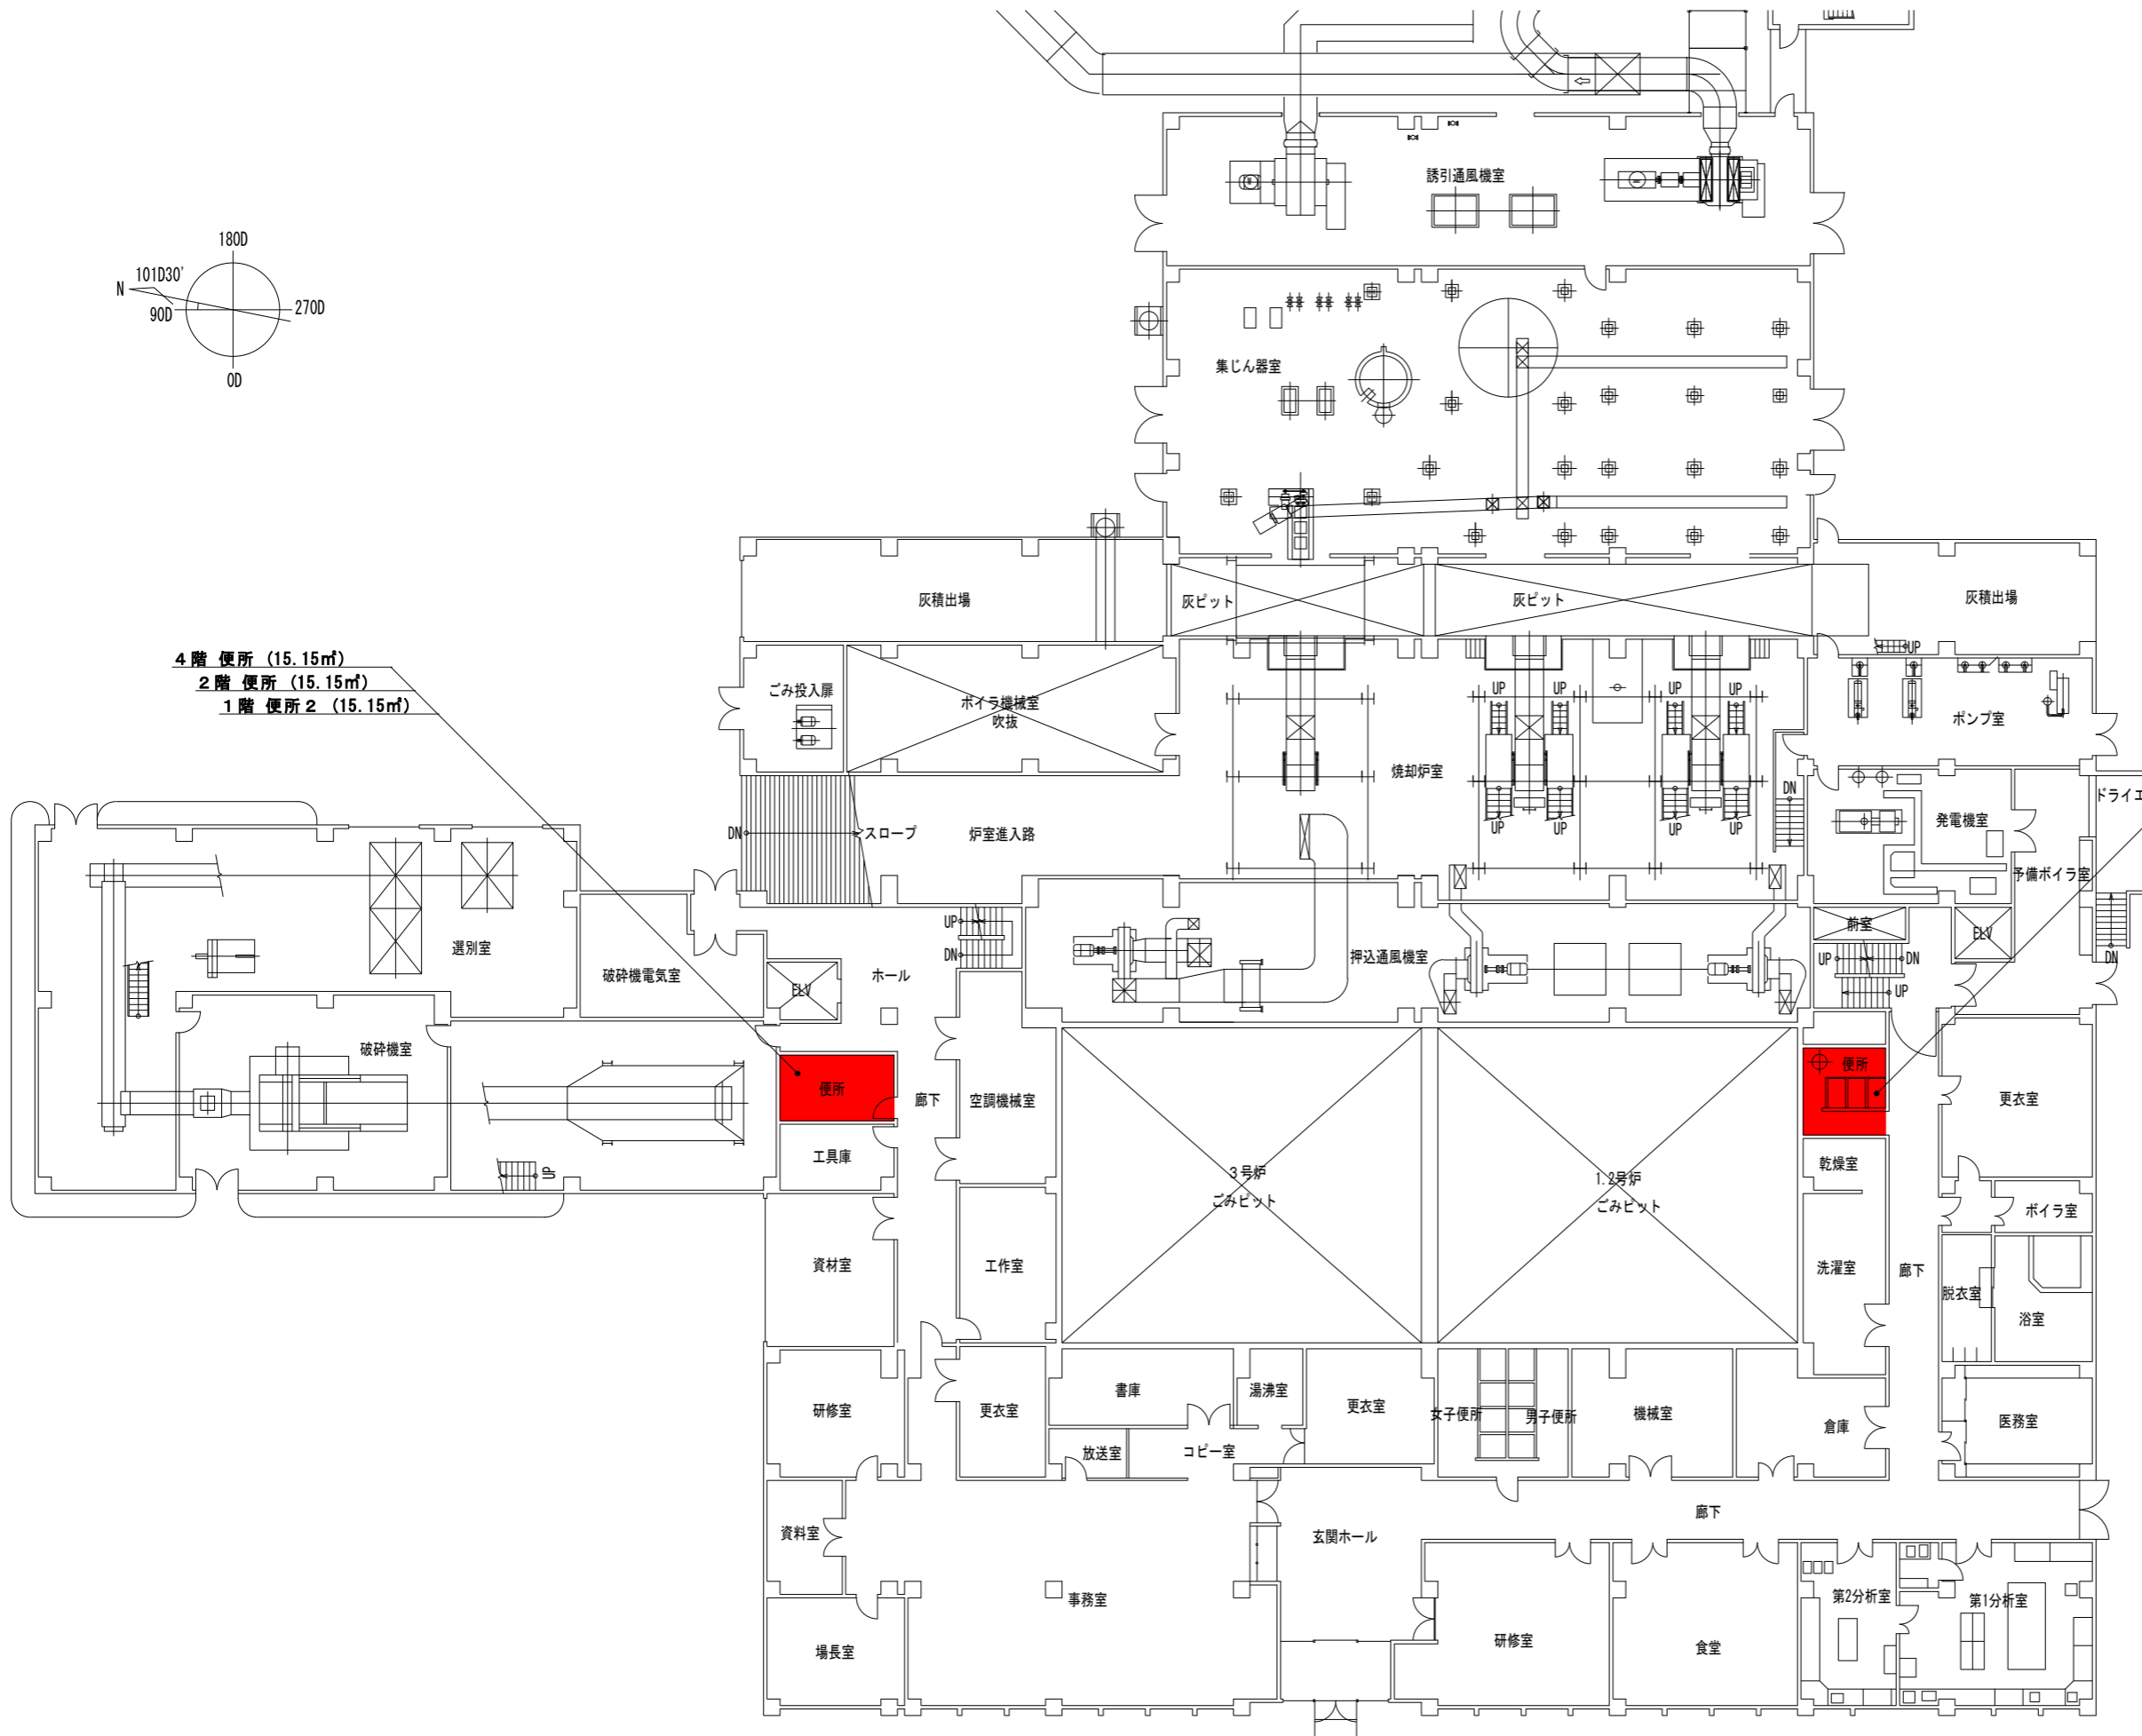 180D
101D30'
N
90D
270D
0D
誘引通風機室
集じん器室
灰積出場
灰ピット
灰ピット
灰積出場
UP
4階 便所 (15.15㎡)
2階 便所 (15.15㎡)
1階 便所2 (15.15㎡)
ごみ投入扉
ボイラ機械室
吹抜
UP
UP
UP
UP
ポンプ室
焼却炉室
DN
ドライエ
DN
スロープ
炉室進入路
UP
UP
UP
UP
発電機室
予備ボイラ室
選別室
破砕機電気室
ELV
ホール
UP
DN
押込通風機室
前室
ELV
UP
DN
UP
DN
破砕機室
便所
廊下
空調機械室
便所
更衣室
工具庫
UP
3号炉
ごみピット
1.2号炉
ごみピット
乾燥室
ボイラ室
資材室
工作室
洗濯室
廊下
脱衣室
浴室
研修室
更衣室
書庫
湯沸室
更衣室
女子便所
男子便所
機械室
倉庫
医務室
放送室
コピー室
資料室
玄関ホール
廊下
事務室
第2分析室
第1分析室
場長室
研修室
食堂